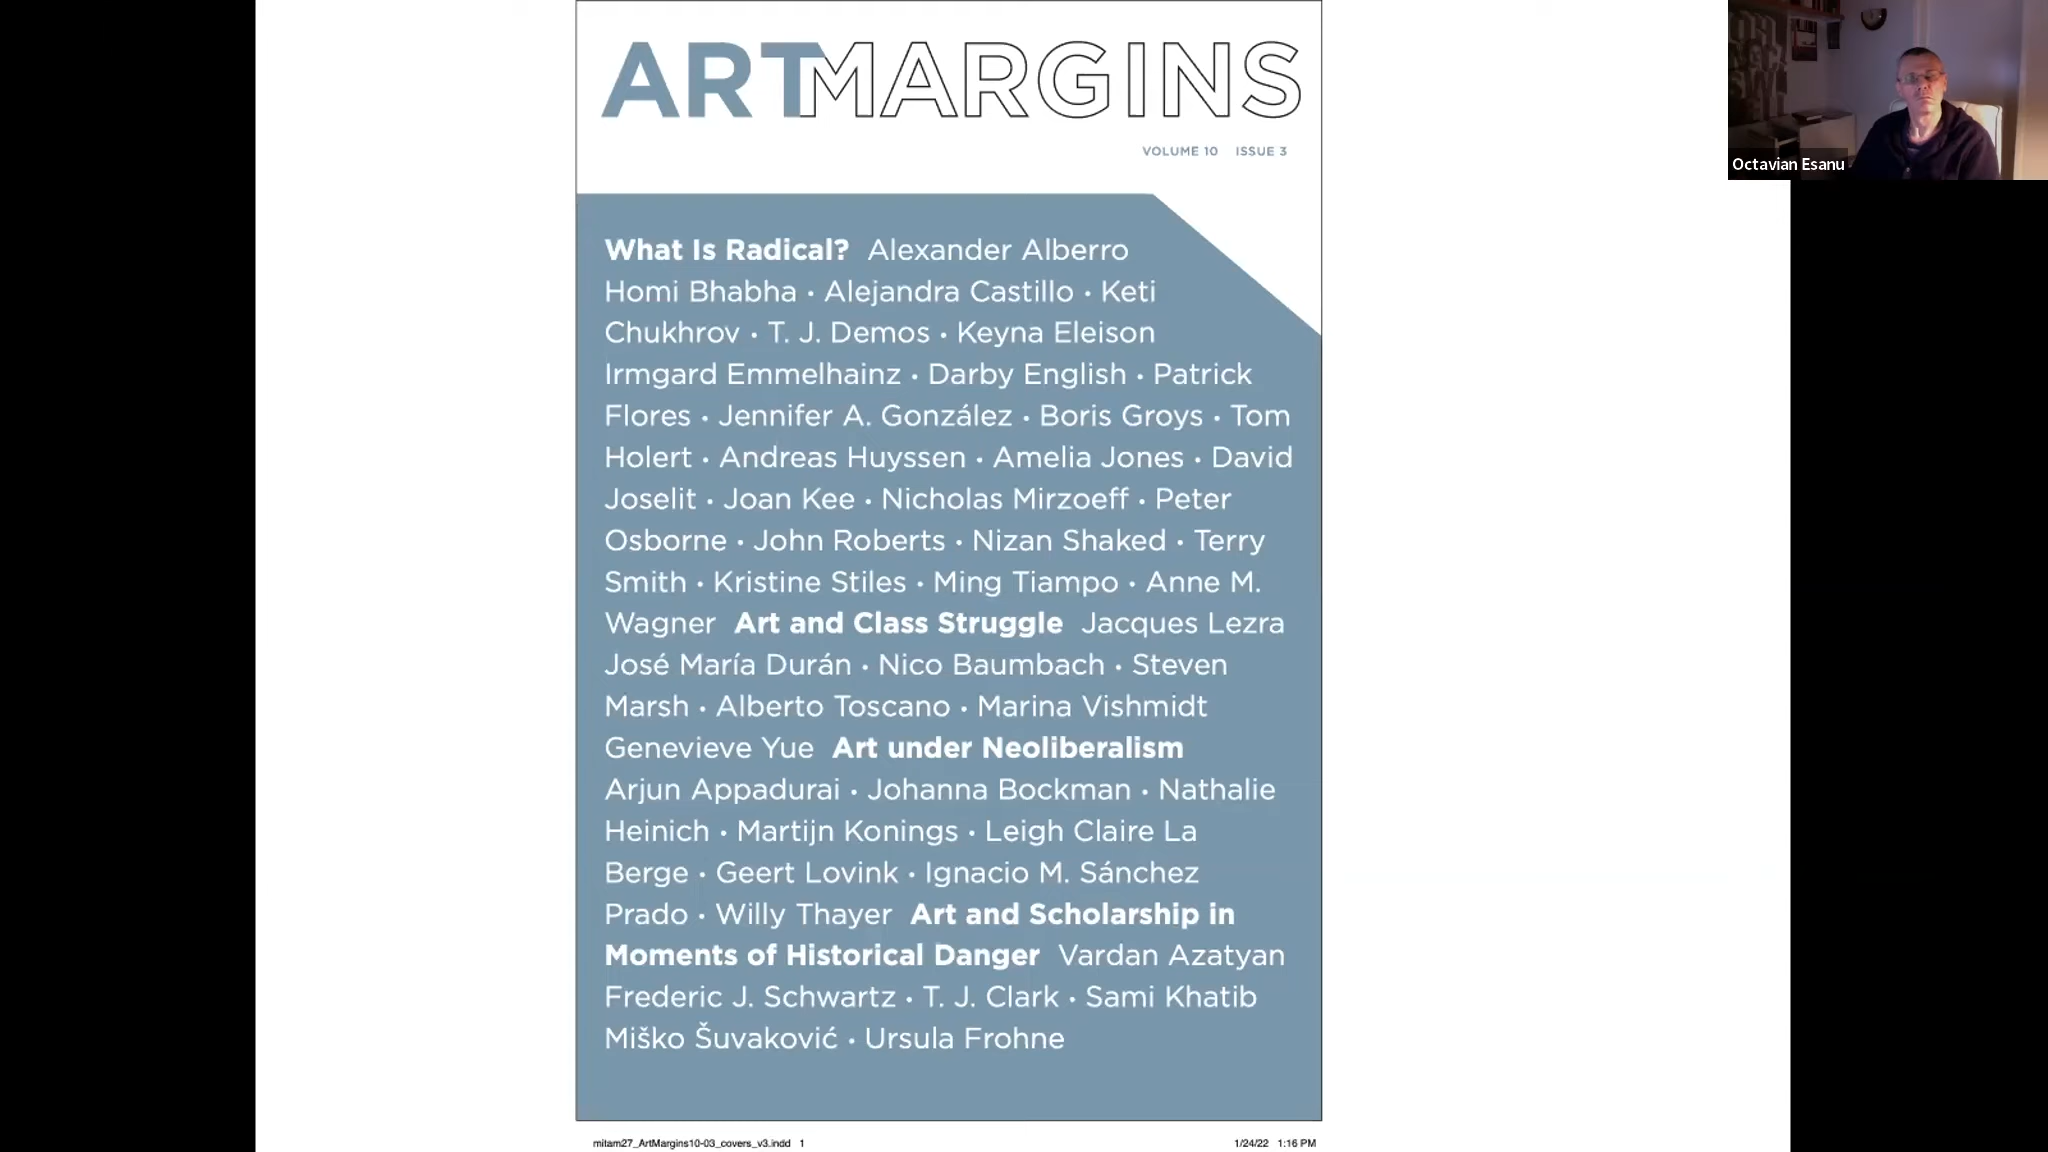 ARTMARGINS
VOLUME 10 ISSUE 3
Octavian Esanu
What Is Radical? Alexander Alberro
Homi Bhabha • Alejandra Castillo • Keti
Chukhrov • T. J. Demos • Keyna Eleison
Irmgard Emmelhainz • Darby English • Patrick
Flores • Jennifer A. González • Boris Groys • Tom
Holert • Andreas Huyssen • Amelia Jones • David
Joselit • Joan Kee • Nicholas Mirzoeff • Peter
Osborne • John Roberts • Nizan Shaked • Terry
Smith • Kristine Stiles • Ming Tiampo • Anne M.
Wagner Art and Class Struggle Jacques Lezra
José María Durán • Nico Baumbach • Steven
Marsh • Alberto Toscano • Marina Vishmidt
Genevieve Yue Art under Neoliberalism
Arjun Appadurai • Johanna Bockman • Nathalie
Heinich • Martijn Konings • Leigh Claire La
Berge • Geert Lovink • Ignacio M. Sánchez
Prado • Willy Thayer Art and Scholarship in
Moments of Historical Danger Vardan Azatyan
Frederic J. Schwartz • T. J. Clark • Sami Khatib
Miško Šuvaković • Ursula Frohne
mitam27_ArtMargins10-03_covers_v3.indd 1
1/24/22 1:16 PM